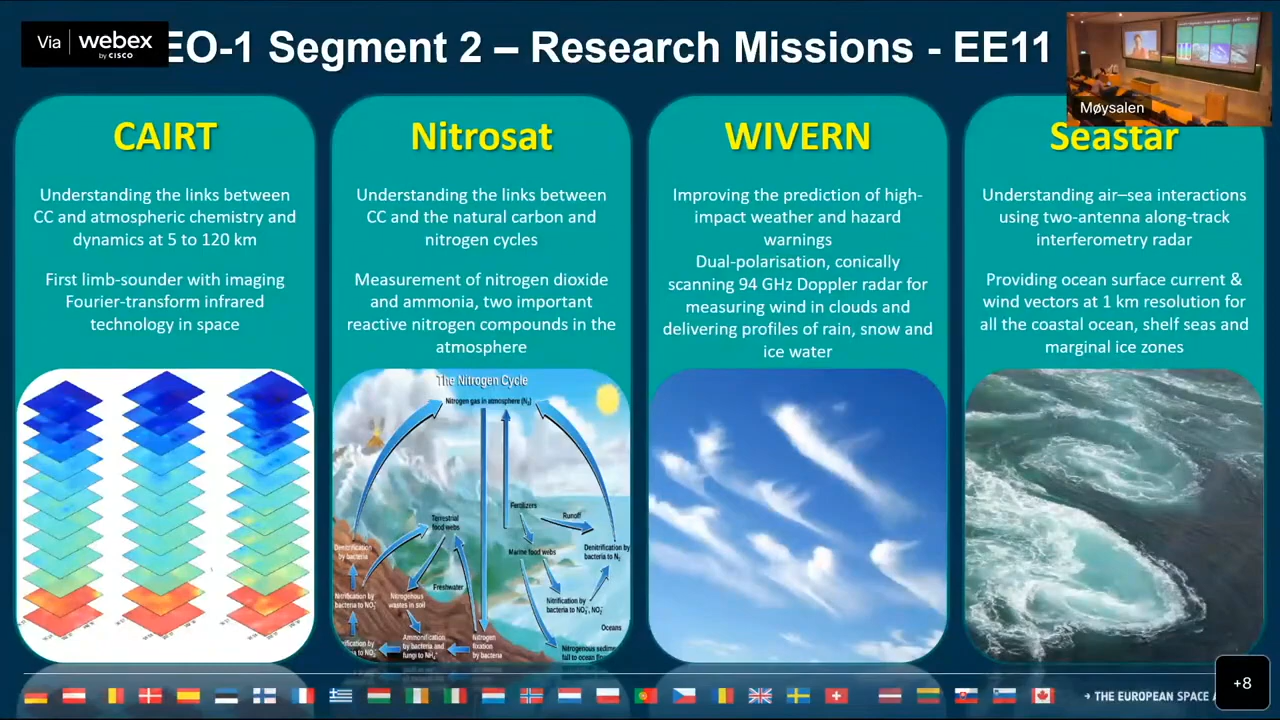 Via webex
by CISCO
EO-1 Segment 2 – Research Missions - EE11
Møysalen
CAIRT
Understanding the links between
CC and atmospheric chemistry and
dynamics at 5 to 120 km
First limb-sounder with imaging
Fourier-transform infrared
technology in space
Nitrosat
Understanding the links between
CC and the natural carbon and
nitrogen cycles
Measurement of nitrogen dioxide
and ammonia, two important
reactive nitrogen compounds in the
atmosphere
The Nitrogen Cycle
Nitrogen gas in atmosphere (N₂)
Ferilizers
Runoff
Terrestrial
food webs
Denitrification
by bacteria
Marine food webs
Denitrification by
bacteria to N₂
Freshwater
Nitrification by
bacteria to NO₃⁻
Nitrogenous
wastes in soil
Nitrification by
bacteria to NO₃⁻, NO₂⁻
Oceans
Ammonification
by bacteria and
fungi to NH₄⁺
Nitrogen
fixation
by bacteria
Nitrogenous
fall to ocean
WIVERN
Improving the prediction of high-
impact weather and hazard
warnings
Dual-polarisation, conically
scanning 94 GHz Doppler radar for
measuring wind in clouds and
delivering profiles of rain, snow and
ice water
Seastar
Understanding air–sea interactions
using two-antenna along-track
interferometry radar
Providing ocean surface current &
wind vectors at 1 km resolution for
all the coastal ocean, shelf seas and
marginal ice zones
→ THE EUROPEAN SPACE
+8